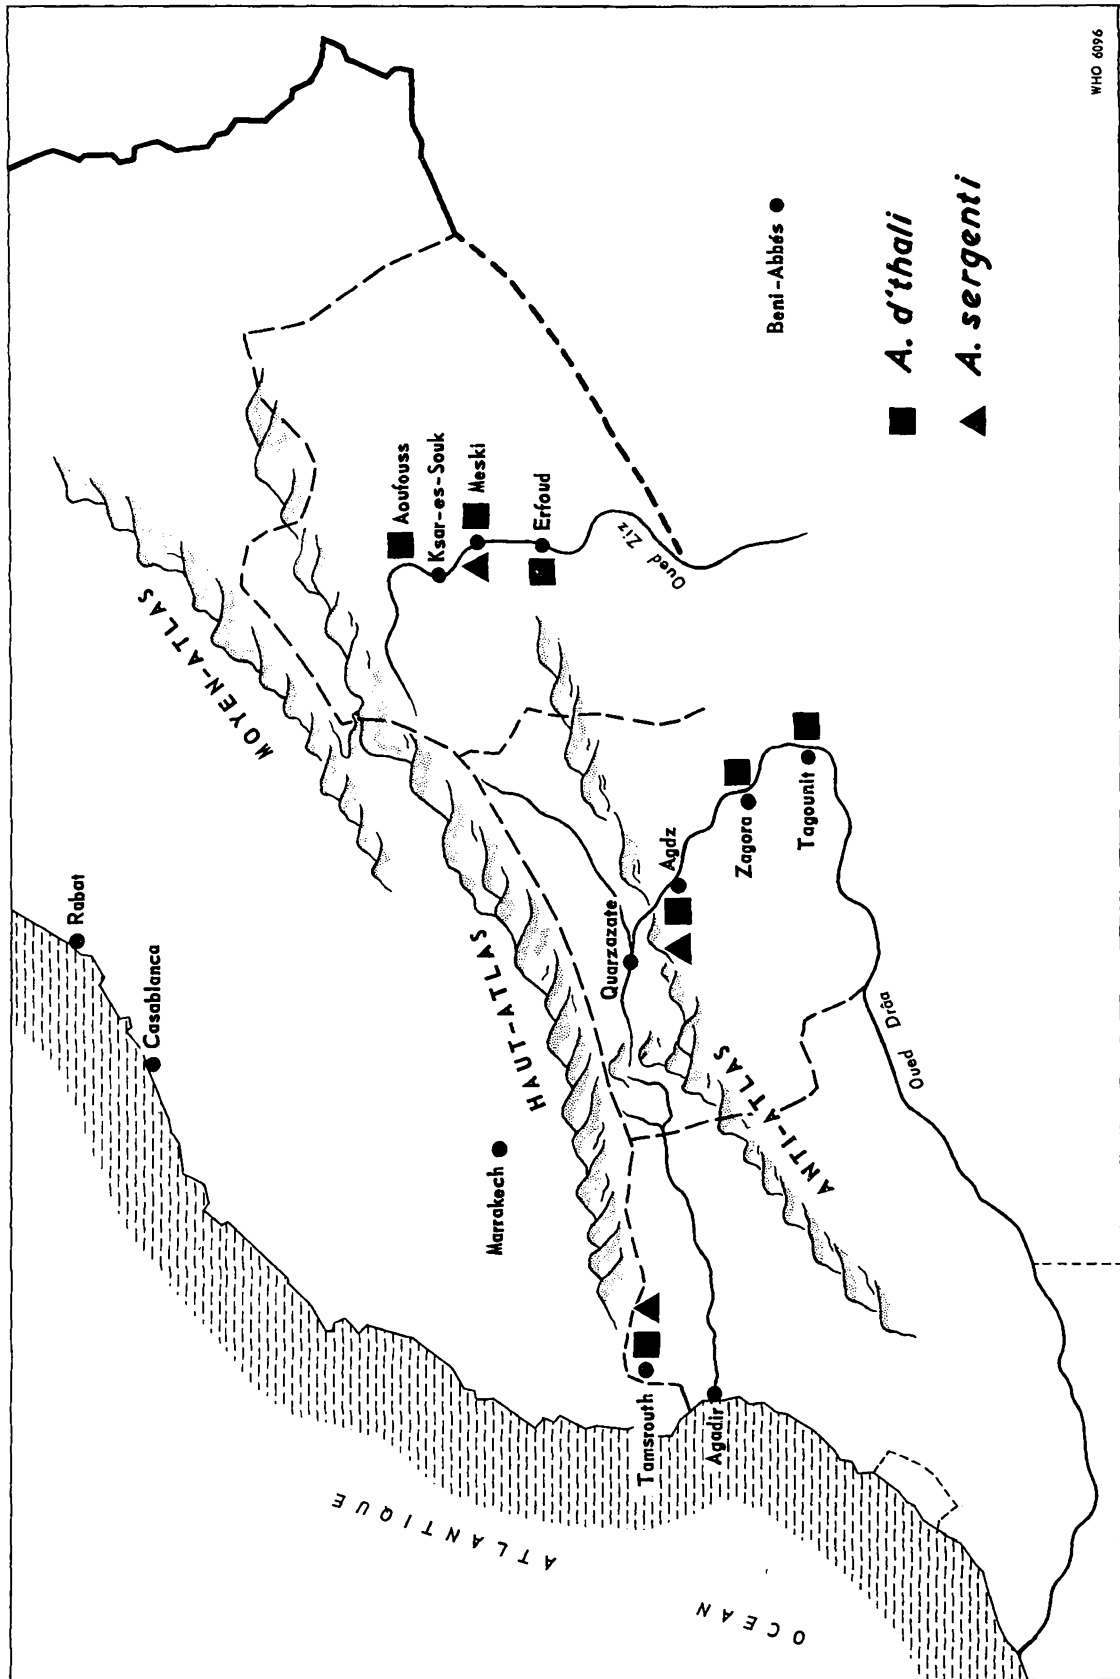 OCEAN
ATLANTIQUE
Rabat
Casablanca
Marrakech
MOYEN-ATLAS
HAUT-ATLAS
ANTI-ATLAS
Aoufouss
Ksar-es-Souk
Meski
Erfoud
Oued Ziz
Quarzazate
Agdz
Zagora
Tagounit
Tamsrouth
Agadir
Oued Drâa
Beni-Abbés
A. d'thali
A. sergenti
WHO 6096